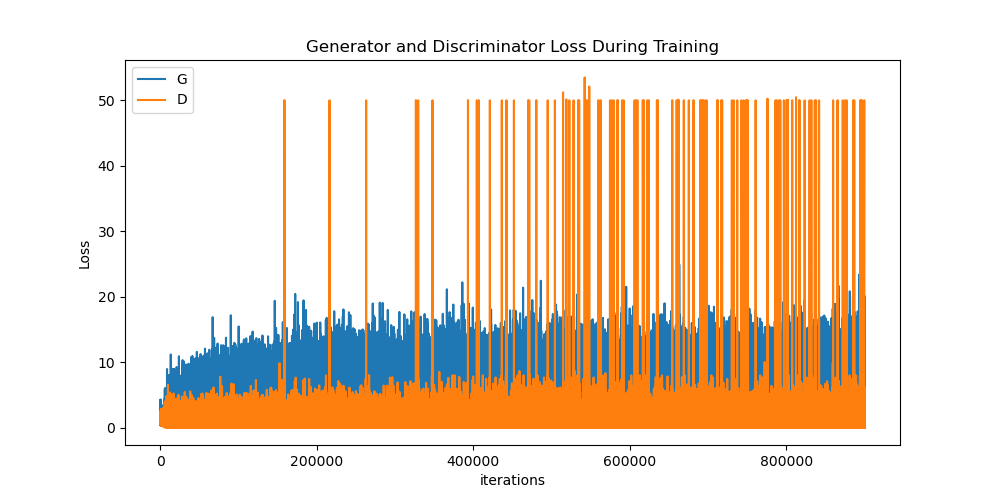 Generator and Discriminator Loss During Training
G
D
50
40
30
20
10
0
Loss
0 200000 400000 600000 800000
iterations